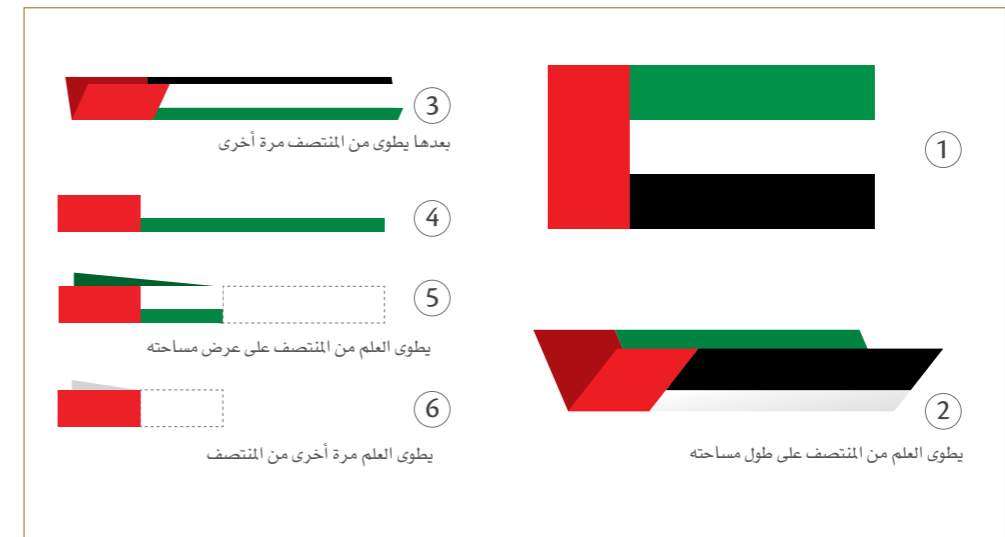 1
2
يطوى العلم من المنتصف على طول مساحته
3
بعدها يطوى من المنتصف مرة أخرى
4
5
يطوى العلم من المنتصف على عرض مساحته
6
يطوى العلم مرة أخرى من المنتصف